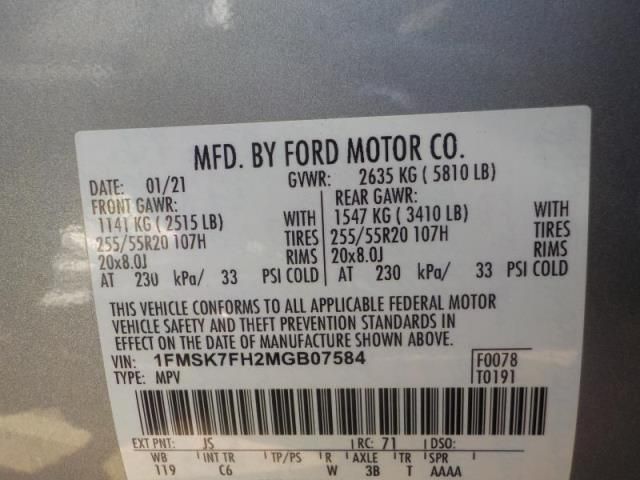 MFD. BY FORD MOTOR CO.
DATE: 01/21 GVWR: 2635 KG ( 5810 LB)
FRONT GAWR: REAR GAWR:
1141 KG ( 2515 LB) WITH 1547 KG ( 3410 LB) WITH
255/55R20 107H TIRES 255/55R20 107H TIRES
20x8.0J RIMS 20x8.0J RIMS
AT 230 kPa/ 33 PSI COLD AT 230 kPa/ 33 PSI COLD
THIS VEHICLE CONFORMS TO ALL APPLICABLE FEDERAL MOTOR
VEHICLE SAFETY AND THEFT PREVENTION STANDARDS IN
EFFECT ON THE DATE OF MANUFACTURE SHOWN ABOVE.
VIN: 1FMSK7FH2MGB07584 F0078
TYPE: MPV T0191
EXT PNT: JS RC: 71 DSO:
WB INT TR TP/PS R AXLE TR SPR
119 C6 W 3B T AAAA